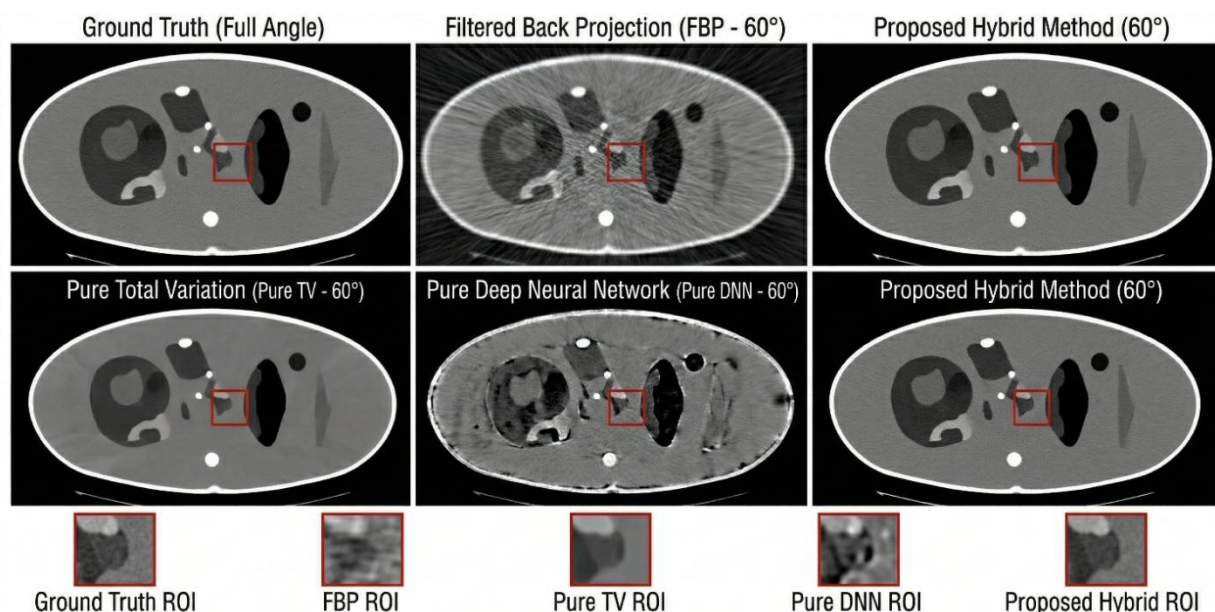 Ground Truth (Full Angle)
Filtered Back Projection (FBP - 60°)
Proposed Hybrid Method (60°)
Pure Total Variation (Pure TV - 60°)
Pure Deep Neural Network (Pure DNN - 60°)
Proposed Hybrid Method (60°)
Ground Truth ROI
FBP ROI
Pure TV ROI
Pure DNN ROI
Proposed Hybrid ROI